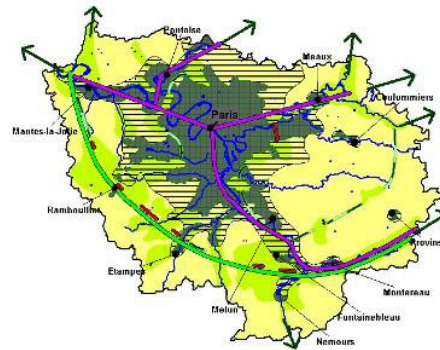 Pontoise
Meaux
Coulommiers
Paris
Mantes-la-Jolie
Rambouillet
Provins
Etampes
Melun
Montereau
Fontainebleau
Nemours